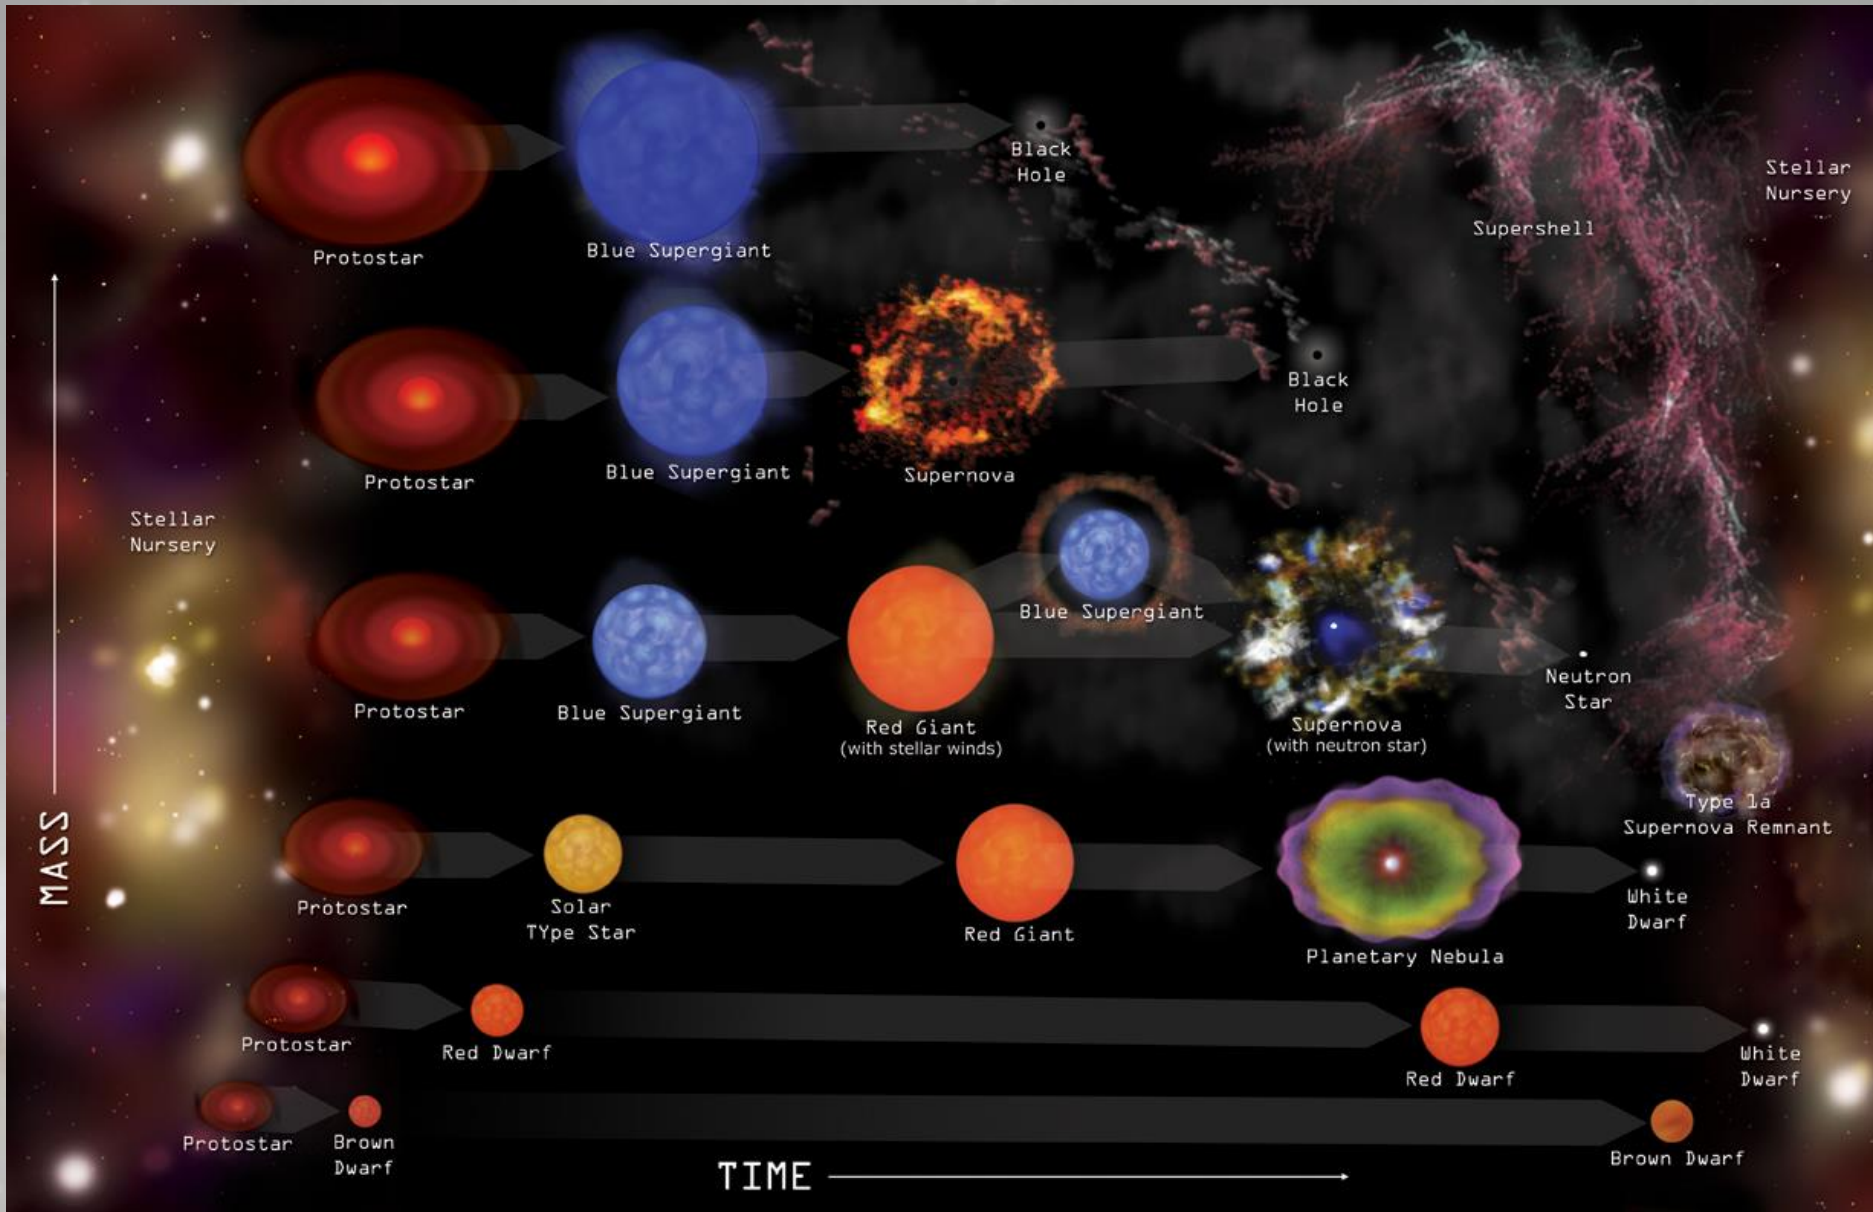 Stellar
Nursery
Protostar
Blue Supergiant
Black
Hole
Supershell
Stellar
Nursery
Protostar
Blue Supergiant
Supernova
Black
Hole
Protostar
Blue Supergiant
Red Giant
(with stellar winds)
Blue Supergiant
Supernova
(with neutron star)
Neutron
Star
Type 1a
Supernova Remnant
Protostar
Solar
TYpe Star
Red Giant
Planetary Nebula
White
Dwarf
Protostar
Red Dwarf
Red Dwarf
White
Dwarf
Protostar
Brown
Dwarf
Brown Dwarf
MASS
TIME